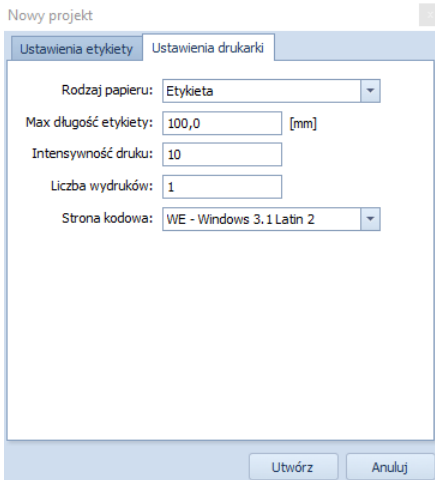 Nowy projekt
Ustawienia etykiety Ustawienia drukarki
Rodzaj papieru: Etykieta
Max długość etykiety: 100,0 [mm]
Intensywność druku: 10
Liczba wydruków: 1
Strona kodowa: WE - Windows 3.1 Latin 2
Utwórz Anuluj